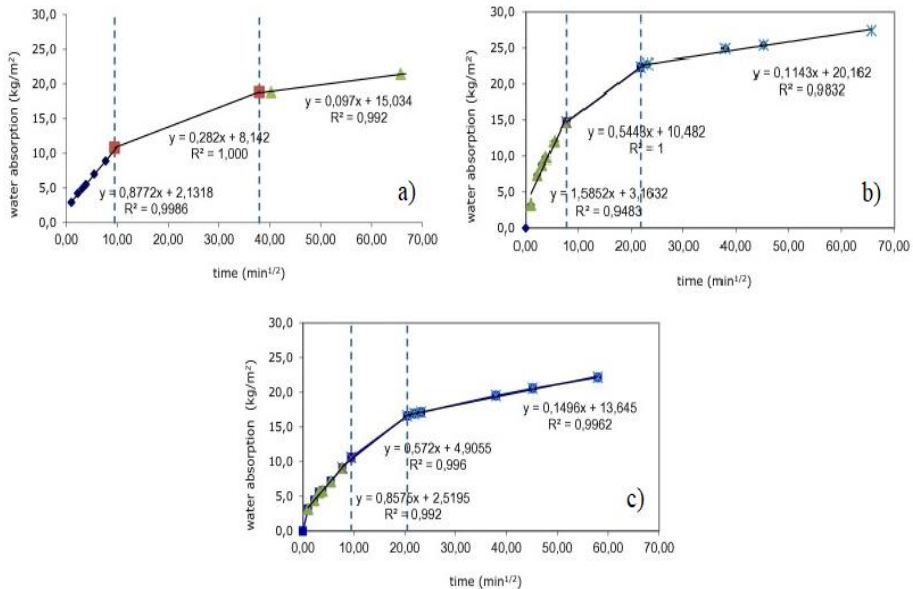 30,0
25,0
20,0
15,0
10,0
5,0
0,0
water absorption (kg/m²)
y = 0,097x + 15,034
R² = 0,992
y = 0,282x + 8,142
R² = 1,000
y = 0,8772x + 2,1318
R² = 0,9986
a)
0,00 10,00 20,00 30,00 40,00 50,00 60,00 70,00
time (min1/2)
30,0
25,0
20,0
15,0
10,0
5,0
0,0
water absorption (kg/m²)
y = 0,1143x + 20,162
R² = 0,9832
y = 0,5448x + 10,482
R² = 1
y = 1,5852x + 3,1632
R² = 0,9483
b)
0,00 10,00 20,00 30,00 40,00 50,00 60,00 70,00
time (min1/2)
30,0
25,0
20,0
15,0
10,0
5,0
0,0
water absorption (kg/m²)
y = 0,1496x + 13,645
R² = 0,9962
y = 0,572x + 4,9055
R² = 0,996
y = 0,8575x + 2,5195
R² = 0,992
c)
0,00 10,00 20,00 30,00 40,00 50,00 60,00 70,00
time (min1/2)